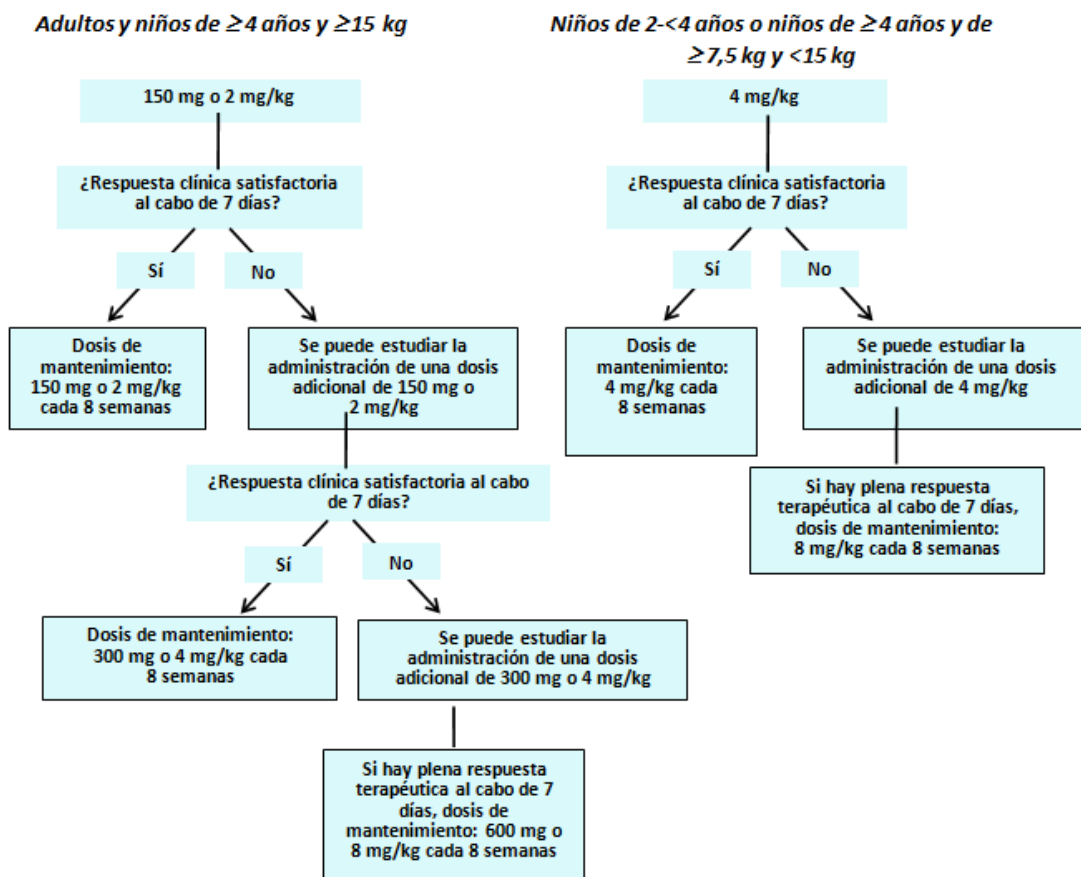 Adultos y niños de ≥4 años y ≥15 kg
150 mg o 2 mg/kg
¿Respuesta clínica satisfactoria
al cabo de 7 días?
Sí
No
Dosis de
mantenimiento:
150 mg o 2 mg/kg
cada 8 semanas
Se puede estudiar la
administración de una dosis
adicional de 150 mg o
2 mg/kg
¿Respuesta clínica satisfactoria al cabo
de 7 días?
Sí
No
Dosis de mantenimiento:
300 mg o 4 mg/kg cada
8 semanas
Se puede estudiar la
administración de una dosis
adicional de 300 mg o 4 mg/kg
Si hay plena respuesta
terapéutica al cabo de 7
días, dosis de
mantenimiento: 600 mg o
8 mg/kg cada 8 semanas
Niños de 2-<4 años o niños de ≥4 años y de
≥7,5 kg y <15 kg
4 mg/kg
¿Respuesta clínica satisfactoria
al cabo de 7 días?
Sí
No
Dosis de
mantenimiento:
4 mg/kg cada
8 semanas
Se puede estudiar la
administración de una dosis
adicional de 4 mg/kg
Si hay plena respuesta
terapéutica al cabo de 7 días,
dosis de mantenimiento:
8 mg/kg cada 8 semanas